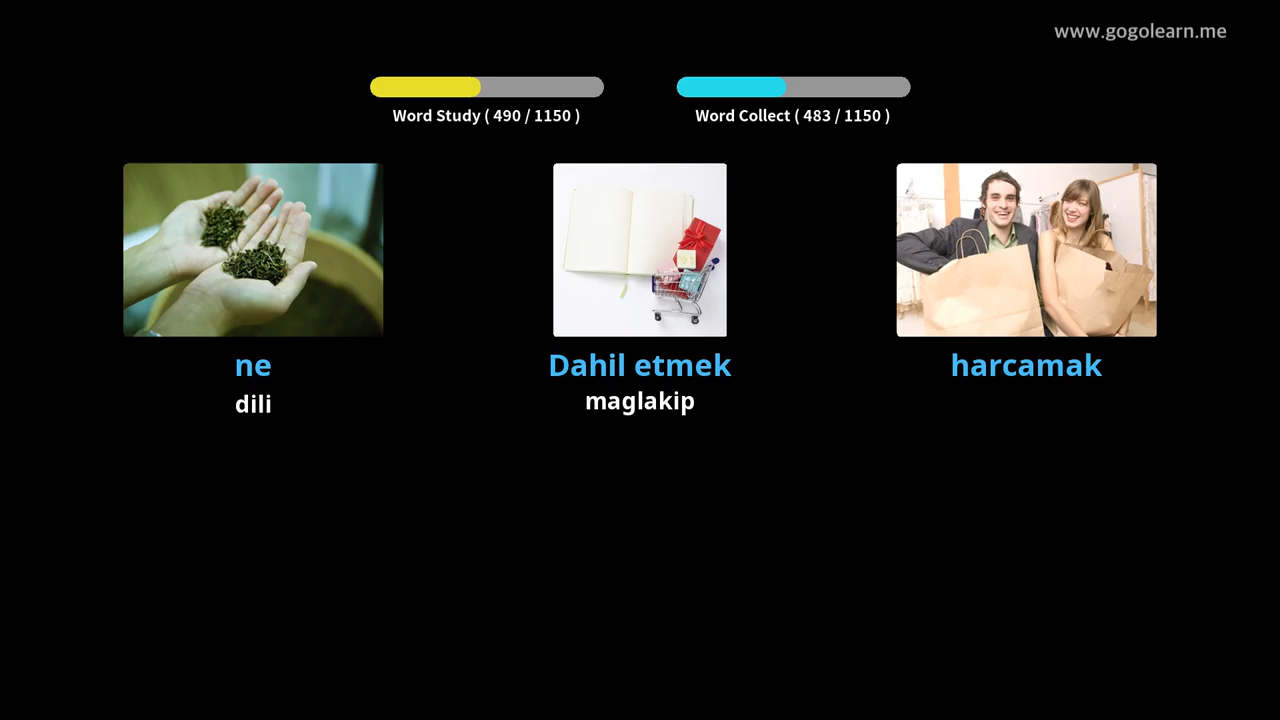 www.gogolearn.me
Word Study ( 490 / 1150 )
Word Collect ( 483 / 1150 )
ne
dili
Dahil etmek
maglakip
harcamak